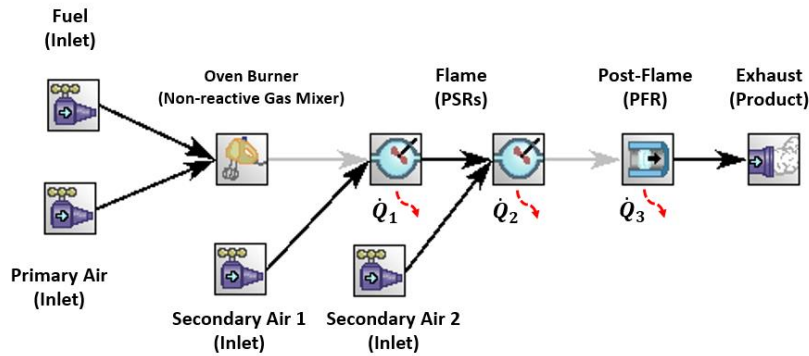 Fuel
(Inlet)
Oven Burner
(Non-reactive Gas Mixer)
Flame
(PSRs)
Post-Flame
(PFR)
Exhaust
(Product)
Q̇₁
Q̇₂
Q̇₃
Primary Air
(Inlet)
Secondary Air 1
(Inlet)
Secondary Air 2
(Inlet)